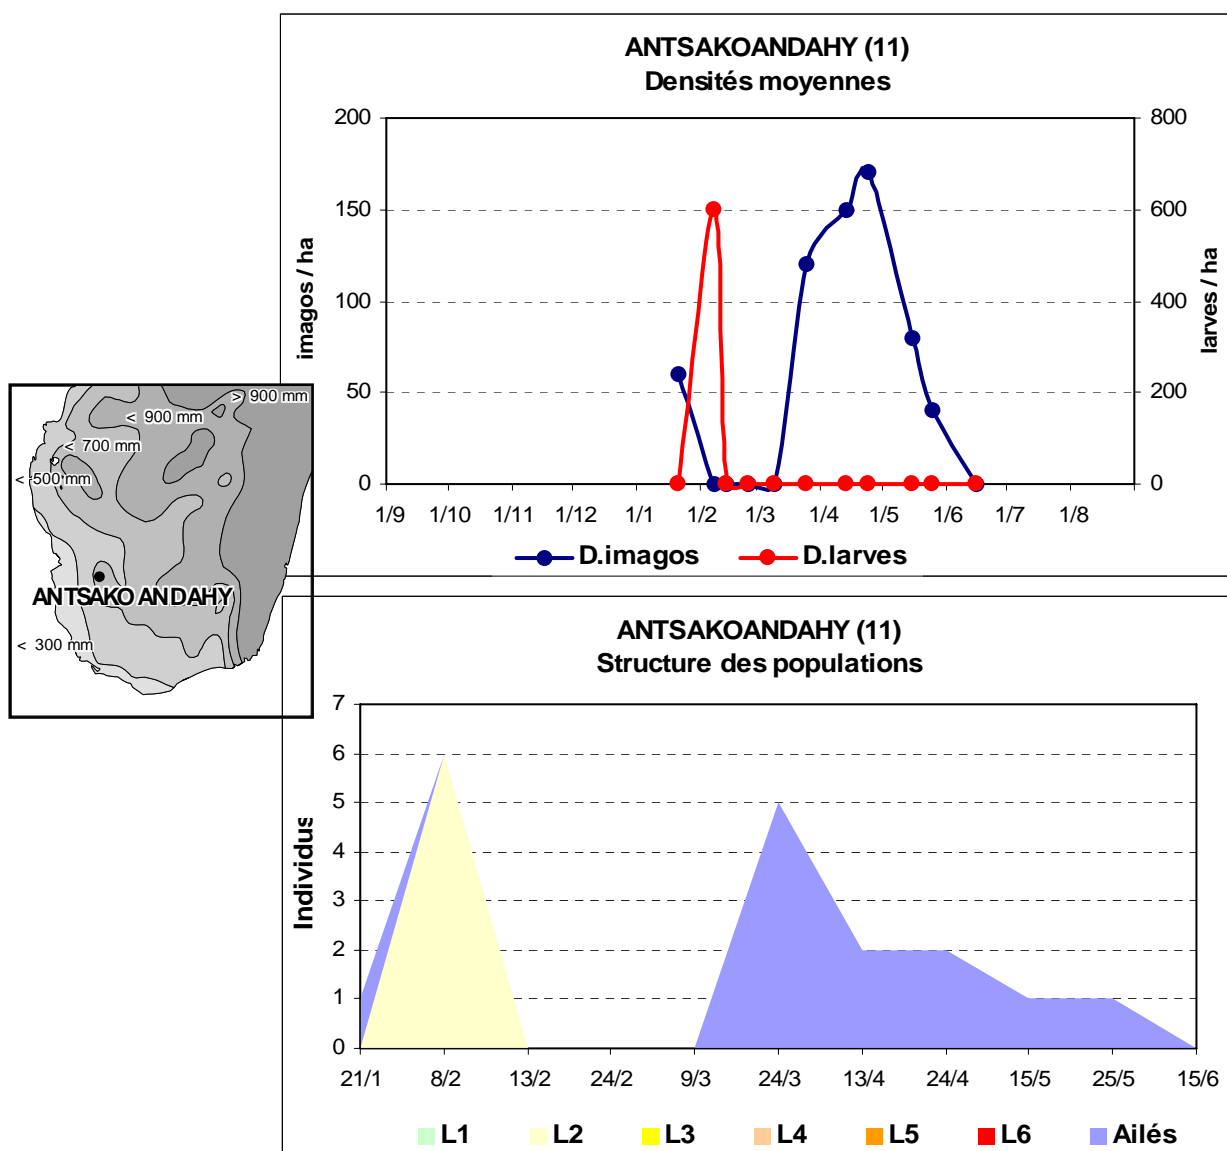 ANTSAKOANDAHY (11)
Densités moyennes
200 800
150 600
100 400
50 200
0 0
imagos / ha
larves / ha
1/9 1/10 1/11 1/12 1/1 1/2 1/3 1/4 1/5 1/6 1/7 1/8
D.imagos D.larves
> 900 mm
< 900 mm
< 700 mm
< 500 mm
ANTSAKOANDAHY
< 300 mm
ANTSAKOANDAHY (11)
Structure des populations
7
6
5
4
3
2
1
0
Individus
21/1 8/2 13/2 24/2 9/3 24/3 13/4 24/4 15/5 25/5 15/6
L1 L2 L3 L4 L5 L6 Ailés